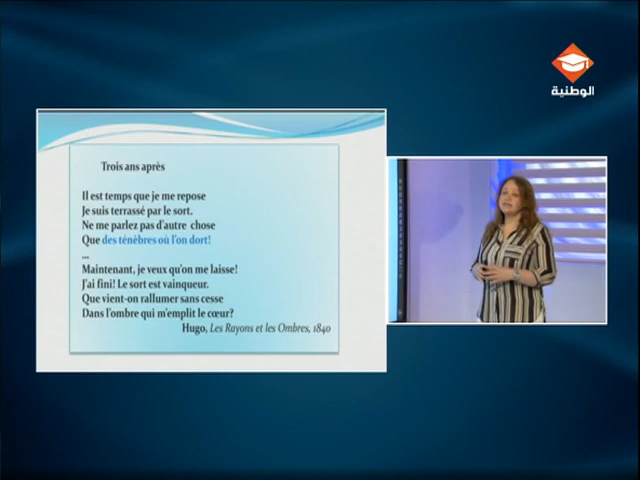 الوطنية
Trois ans après
Il est temps que je me repose
Je suis terrassé par le sort.
Ne me parlez pas d'autre chose
Que des ténèbres où l'on dort!
...
Maintenant, je veux qu'on me laisse!
J'ai fini! Le sort est vainqueur.
Que vient-on rallumer sans cesse
Dans l'ombre qui m'emplit le cœur?
Hugo, Les Rayons et les Ombres, 1840